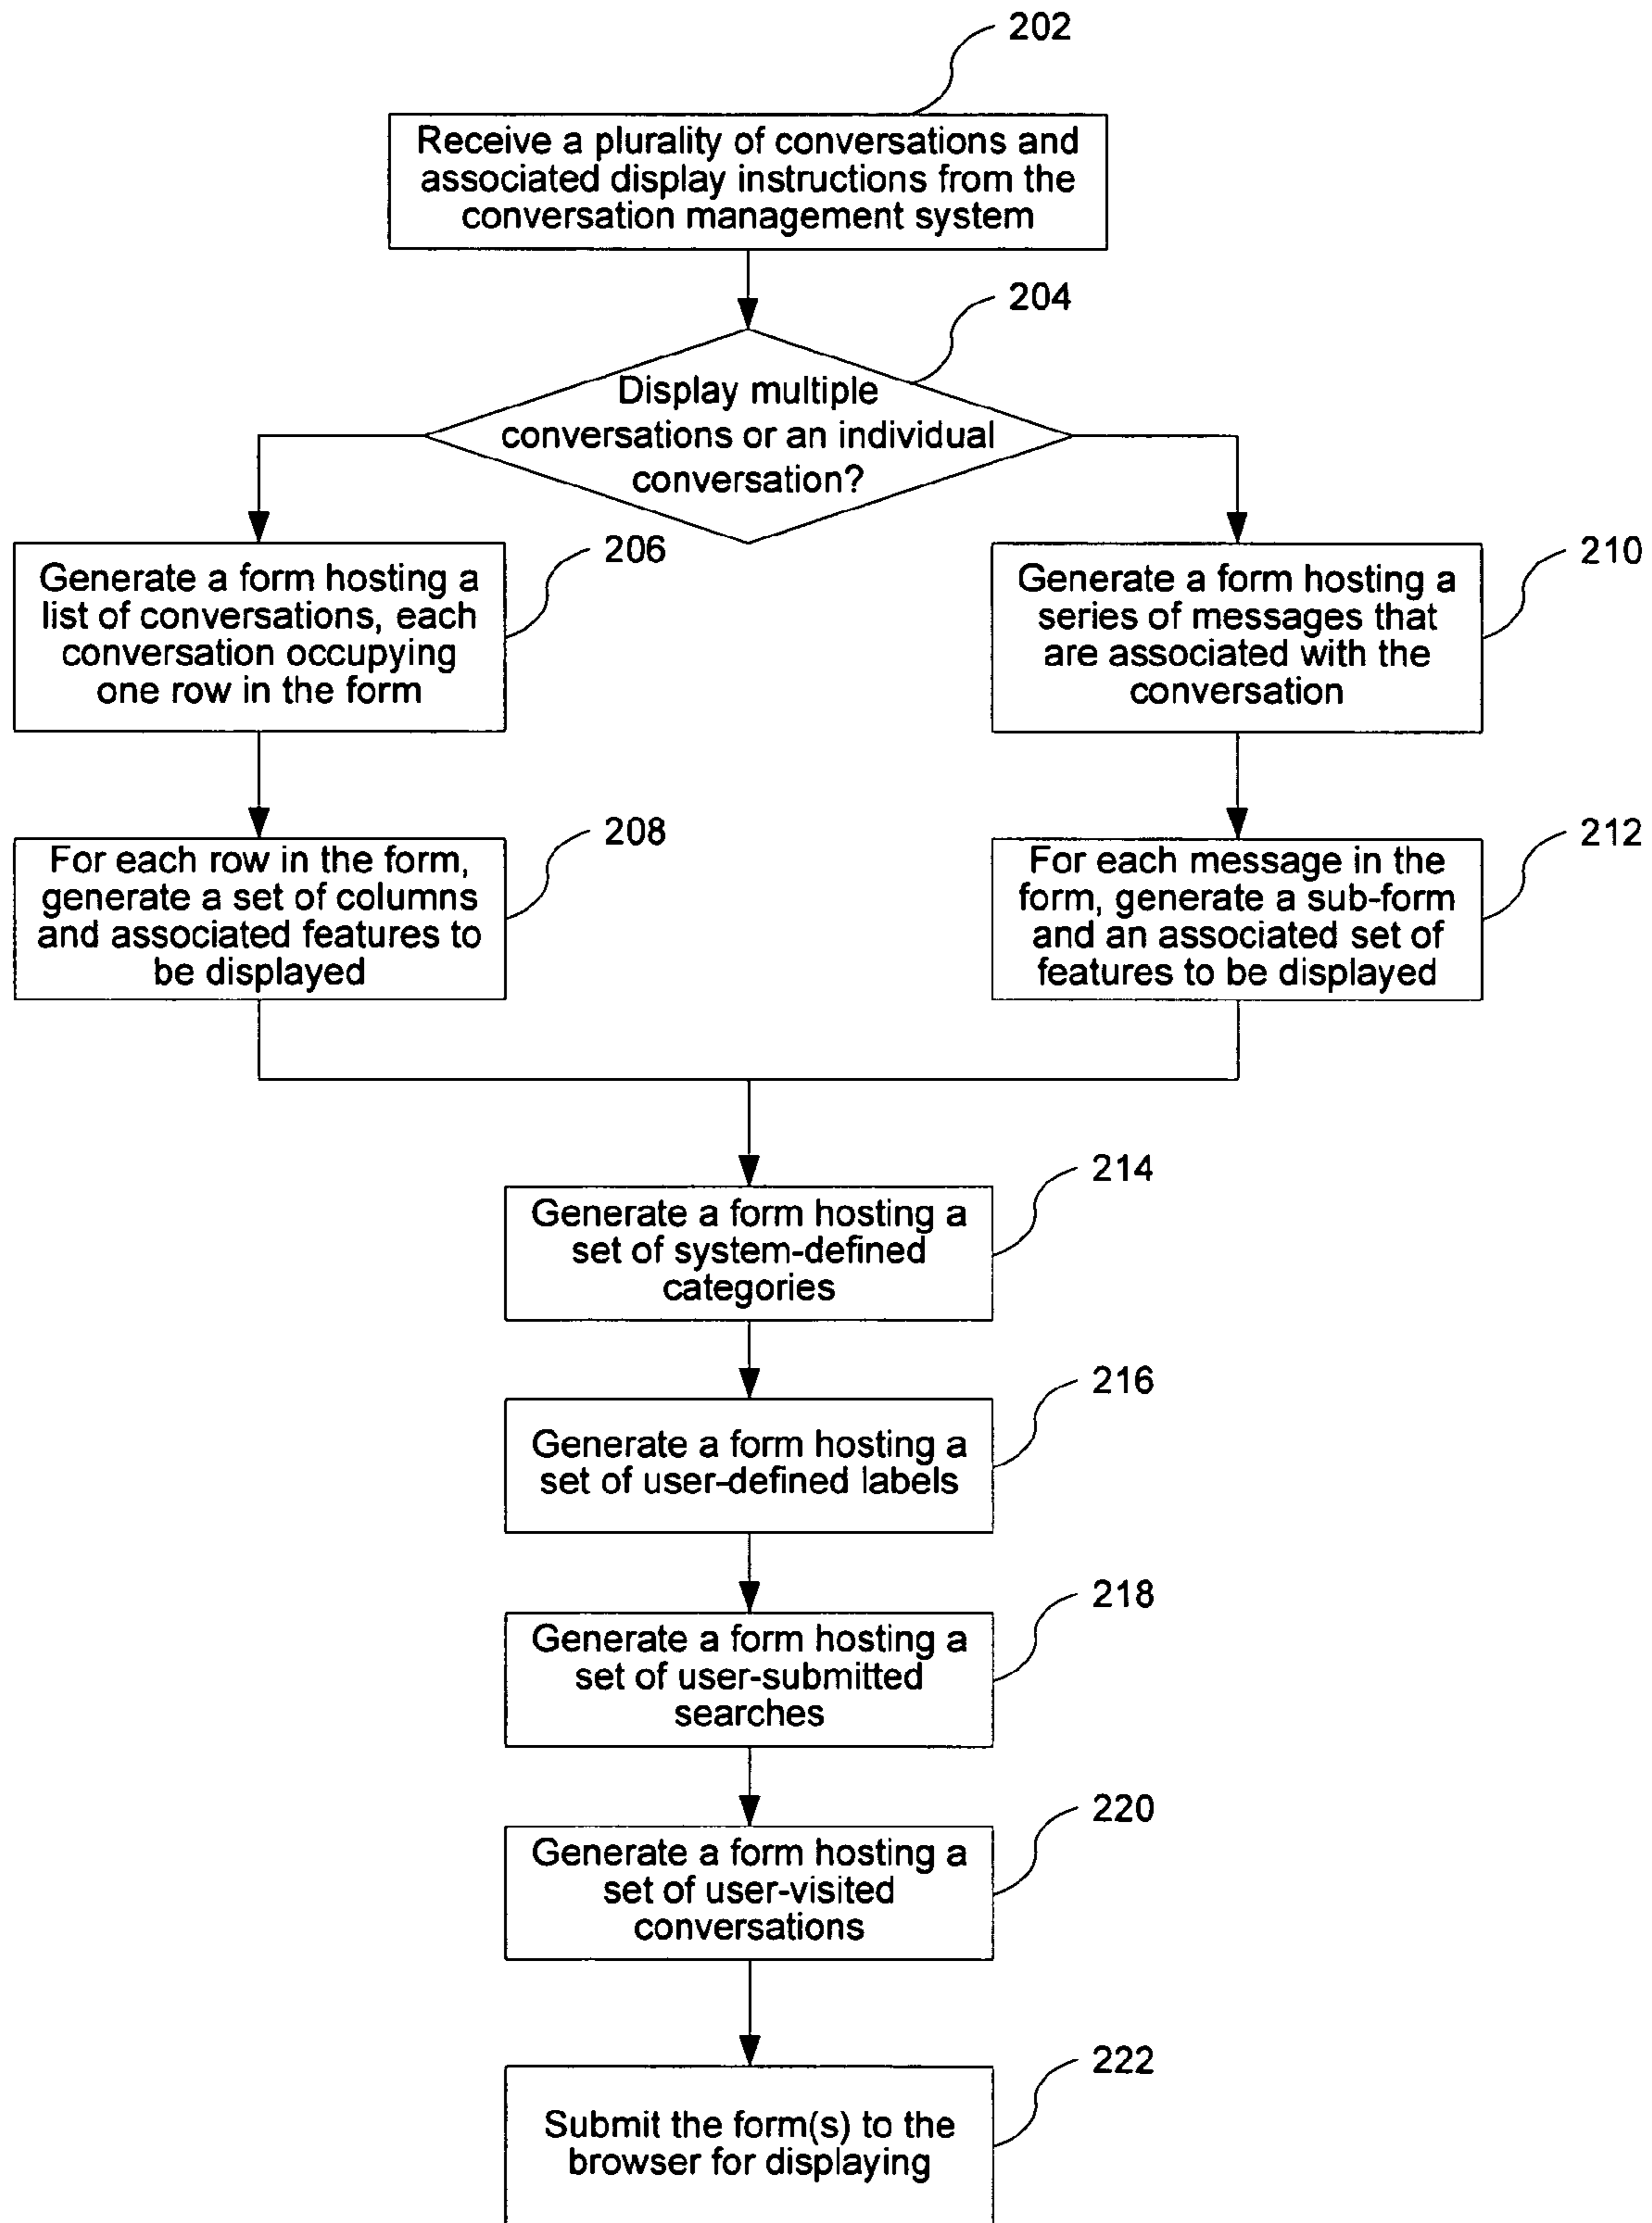 202
Receive a plurality of conversations and
associated display instructions from the
conversation management system
204
Display multiple
conversations or an individual
conversation?
206
Generate a form hosting a
list of conversations, each
conversation occupying
one row in the form
210
Generate a form hosting a
series of messages that
are associated with the
conversation
208
For each row in the form,
generate a set of columns
and associated features to
be displayed
212
For each message in the
form, generate a sub-form
and an associated set of
features to be displayed
214
Generate a form hosting a
set of system-defined
categories
216
Generate a form hosting a
set of user-defined labels
218
Generate a form hosting a
set of user-submitted
searches
220
Generate a form hosting a
set of user-visited
conversations
222
Submit the form(s) to the
browser for displaying